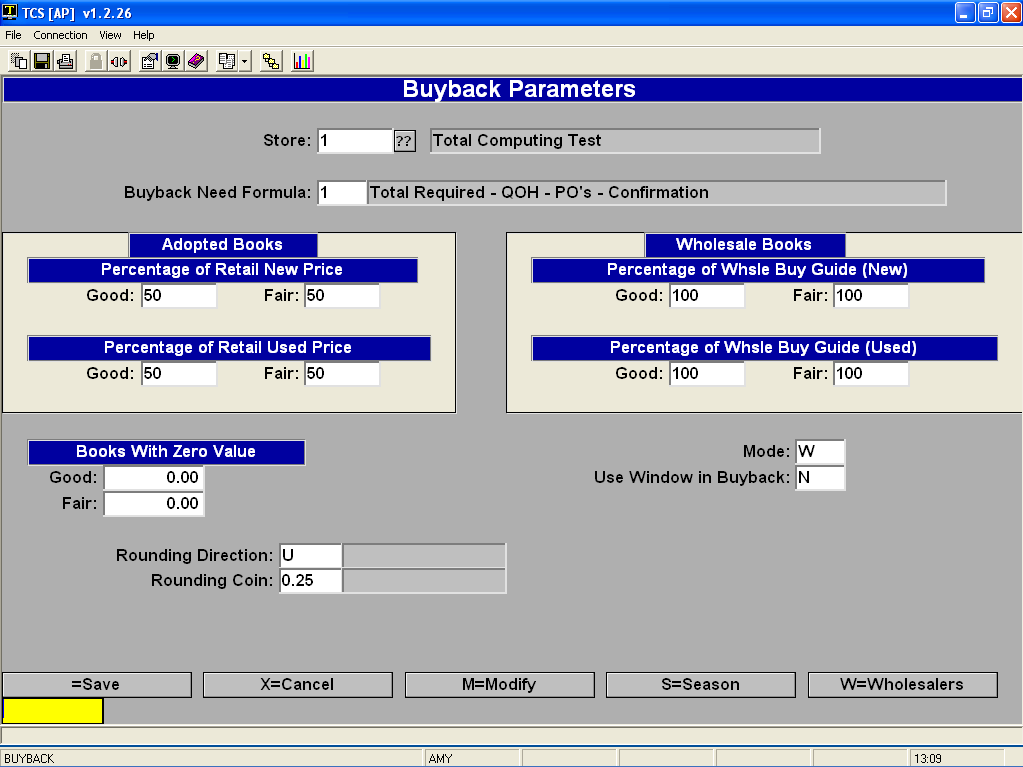 TCS [AP] v1.2.26
File Connection View Help
Buyback Parameters
Store: 1 ?? Total Computing Test
Buyback Need Formula: 1 Total Required - QOH - PO's - Confirmation
Adopted Books Wholesale Books
Percentage of Retail New Price Percentage of Whsle Buy Guide (New)
Good: 50 Fair: 50 Good: 100 Fair: 100
Percentage of Retail Used Price Percentage of Whsle Buy Guide (Used)
Good: 50 Fair: 50 Good: 100 Fair: 100
Books With Zero Value Mode: W
Good: 0.00 Use Window in Buyback: N
Fair: 0.00
Rounding Direction: U
Rounding Coin: 0.25
=Save X=Cancel M=Modify S=Season W=Wholesalers
BUYBACK AMY 13:09